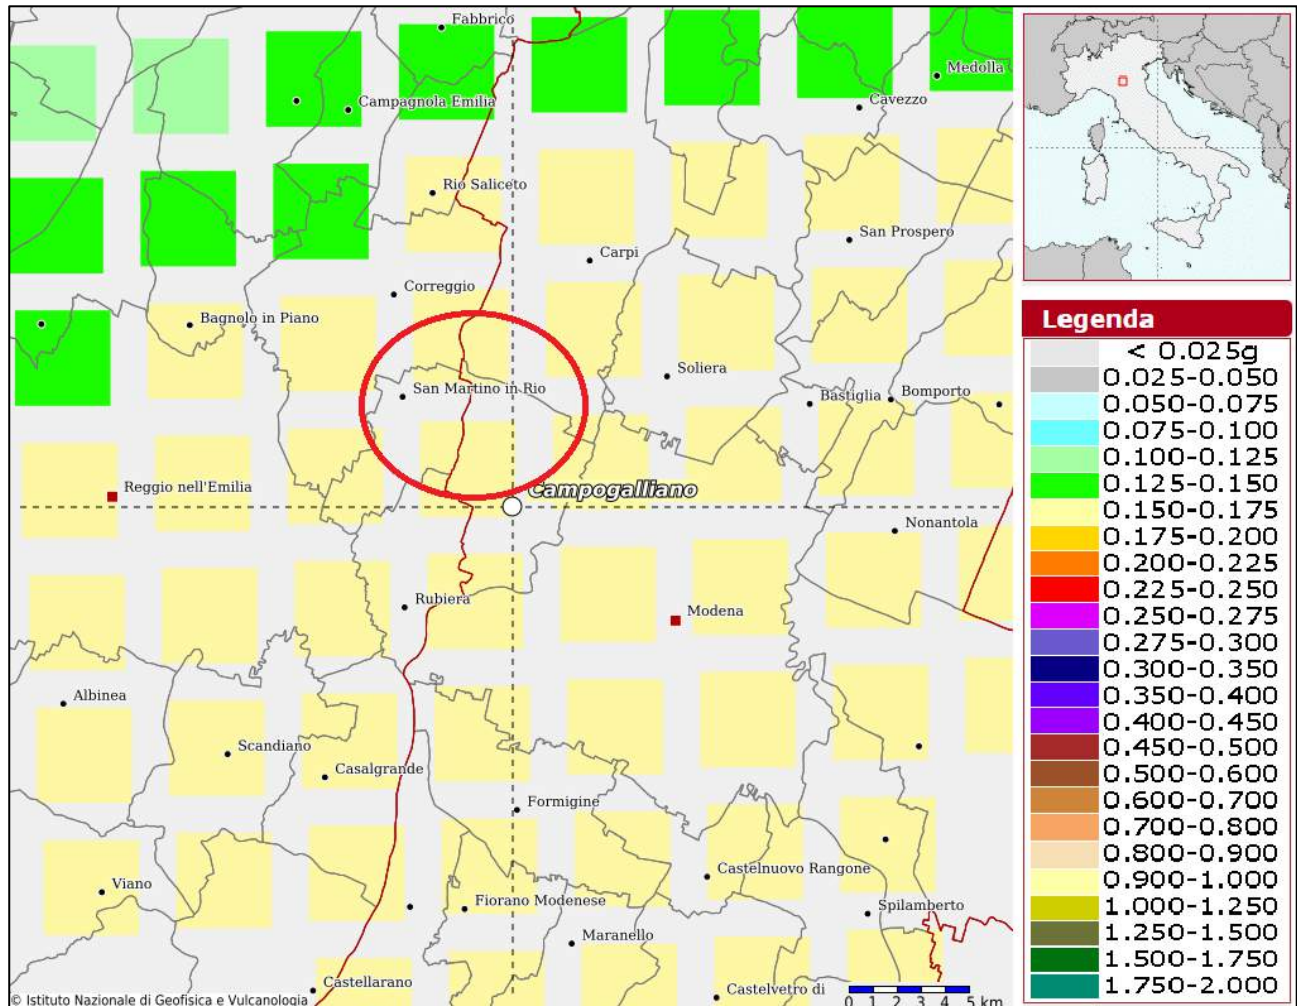 Fabbrico
Medolla
Campagnola Emilia
Cavezzo
Rio Saliceto
San Prospero
Carpi
Correggio
Bagnolo in Piano
Soliera
San Martino in Rio
Bastiglia
Bomporto
Reggio nell'Emilia
Campogalliano
Nonantola
Rubiera
Modena
Albinea
Scandiano
Casalgrande
Formigine
Castelnuovo Rangone
Viano
Fiorano Modenese
Spilamberto
Maranello
Castellarano
Castelvetro di
© Istituto Nazionale di Geofisica e Vulcanologia
0 1 2 3 4 5 km
Legenda
< 0.025g
0.025-0.050
0.050-0.075
0.075-0.100
0.100-0.125
0.125-0.150
0.150-0.175
0.175-0.200
0.200-0.225
0.225-0.250
0.250-0.275
0.275-0.300
0.300-0.350
0.350-0.400
0.400-0.450
0.450-0.500
0.500-0.600
0.600-0.700
0.700-0.800
0.800-0.900
0.900-1.000
1.000-1.250
1.250-1.500
1.500-1.750
1.750-2.000